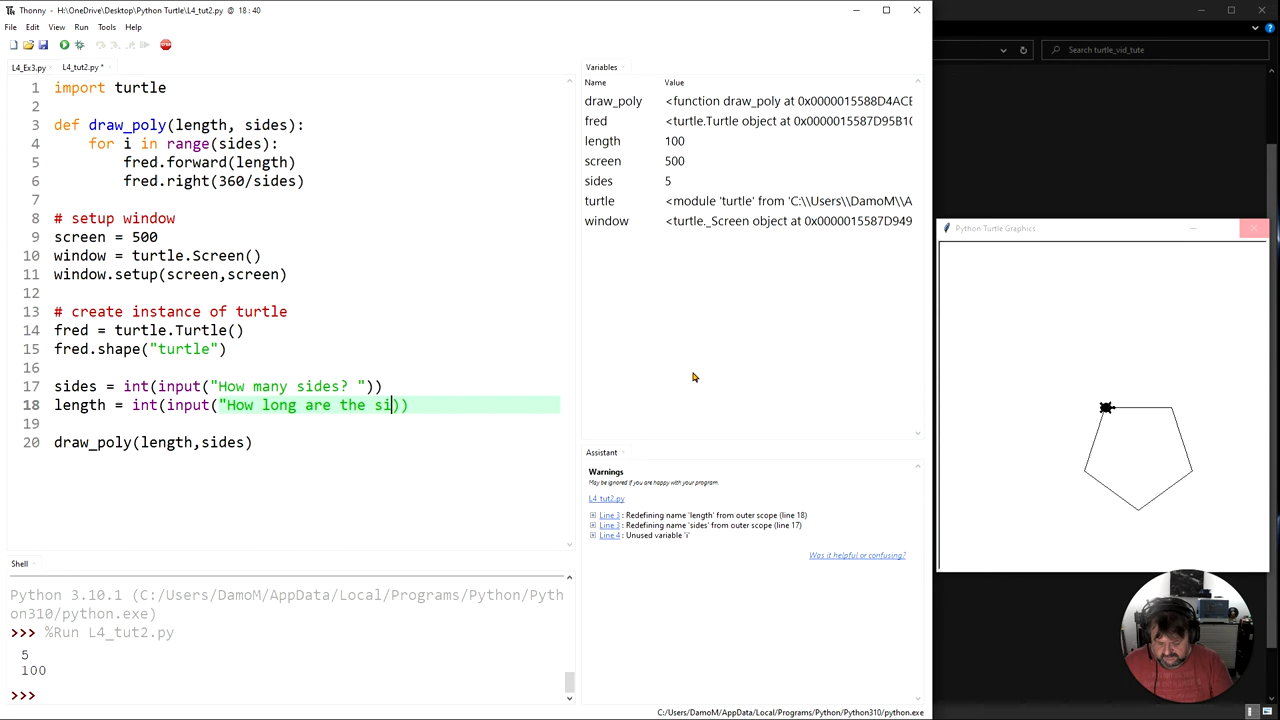 Thonny - H:\OneDrive\Desktop\Python Turtle\L4_tut2.py @ 18 : 40
File Edit View Run Tools Help
Search turtle_vid_tute
L4_Ex3.py
L4_tut2.py *
1 import turtle
2
3 def draw_poly(length, sides):
4 for i in range(sides):
5 fred.forward(length)
6 fred.right(360/sides)
7
8 # setup window
9 screen = 500
10 window = turtle.Screen()
11 window.setup(screen,screen)
12
13 # create instance of turtle
14 fred = turtle.Turtle()
15 fred.shape("turtle")
16
17 sides = int(input("How many sides? "))
18 length = int(input("How long are the si))
19
20 draw_poly(length,sides)
Variables
Name Value
draw_poly <function draw_poly at 0x0000015588D4ACE
fred <turtle.Turtle object at 0x0000015587D95B1C
length 100
screen 500
sides 5
turtle <module 'turtle' from 'C:\\Users\\DamoM\\A
window <turtle._Screen object at 0x0000015587D949
Python Turtle Graphics
Assistant
Warnings
May be ignored if you are happy with your program.
L4_tut2.py
Line 3 : Redefining name 'length' from outer scope (line 18)
Line 3 : Redefining name 'sides' from outer scope (line 17)
Line 4 : Unused variable 'i'
Was it helpful or confusing?
Shell
Python 3.10.1 (C:/Users/DamoM/AppData/Local/Programs/Python/Pyth
on310/python.exe)
>>> %Run L4_tut2.py
5
100
>>>
C:/Users/DamoM/AppData/Local/Programs/Python/Python310/python.exe